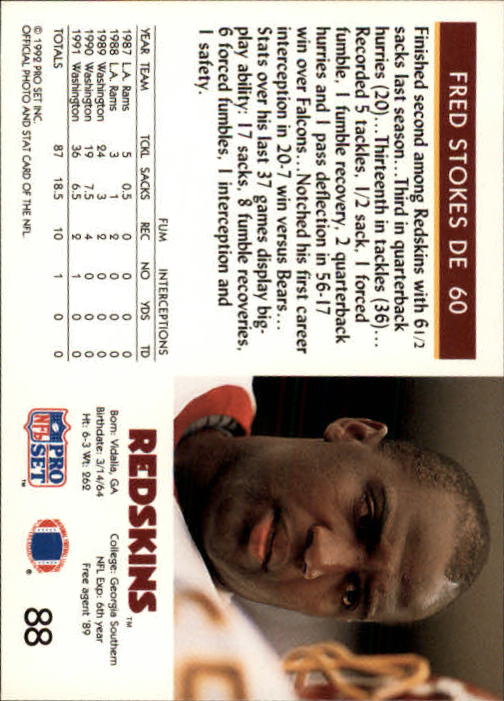 FRED STOKES DE 60
Finished second among Redskins with 6 1/2
sacks last season...Third in quarterback
hurries (20)...Thirteenth in tackles (36)...
Recorded 5 tackles, 1/2 sack, 1 forced
fumble, 1 fumble recovery, 2 quarterback
hurries and 1 pass deflection in 56-17
win over Falcons...Notched his first career
interception in 20-7 win versus Bears...
Stats over his last 37 games display big-
play ability: 17 sacks, 8 fumble recoveries,
6 forced fumbles, 1 interception and
1 safety.
FUM INTERCEPTIONS
YEAR TEAM TCKL SACKS REC NO YDS TD
1987 L.A. Rams 5 0.5 0 0 0 0
1988 L.A. Rams 3 1 2 0 0 0
1989 Washington 24 3 2 0 0 0
1990 Washington 19 7.5 4 0 0 0
1991 Washington 36 6.5 2 1 0 0
TOTALS 87 18.5 10 1 0 0
© 1992 PRO SET INC.
OFFICIAL PHOTO AND STAT CARD OF THE NFL
REDSKINS™
Born: Vidalia, GA
Birthdate: 3/14/64
Ht: 6-3 Wt: 262
College: Georgia Southern
NFL Exp: 6th year
Free agent '89
PRO
NFL SET™
®
88